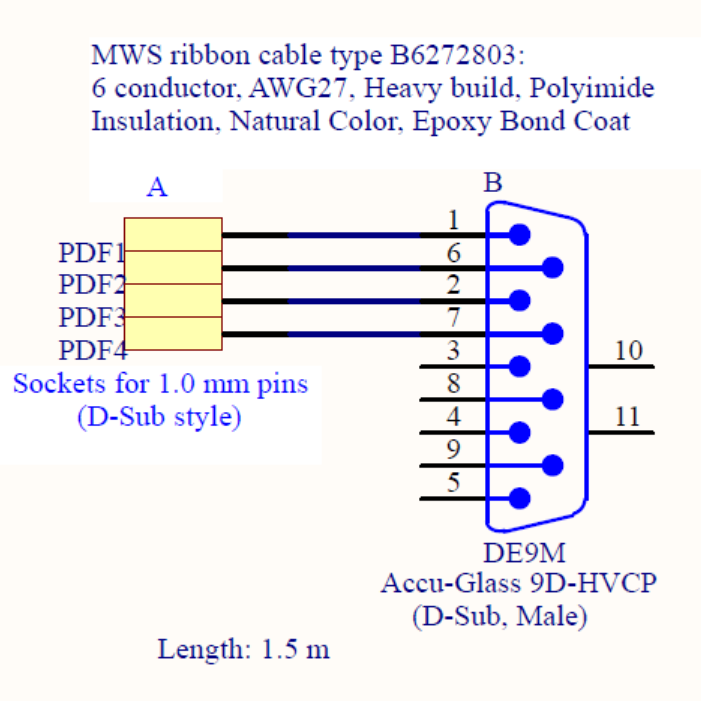 MWS ribbon cable type B6272803:
6 conductor, AWG27, Heavy build, Polyimide
Insulation, Natural Color, Epoxy Bond Coat
A
B
PDF1
PDF2
PDF3
PDF4
1
6
2
7
3
8
4
9
5
10
11
Sockets for 1.0 mm pins
(D-Sub style)
DE9M
Accu-Glass 9D-HVCP
(D-Sub, Male)
Length: 1.5 m